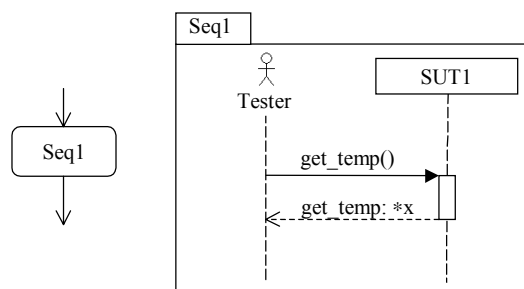 Seq1
Seq1
Tester
SUT1
get_temp()
get_temp: *x